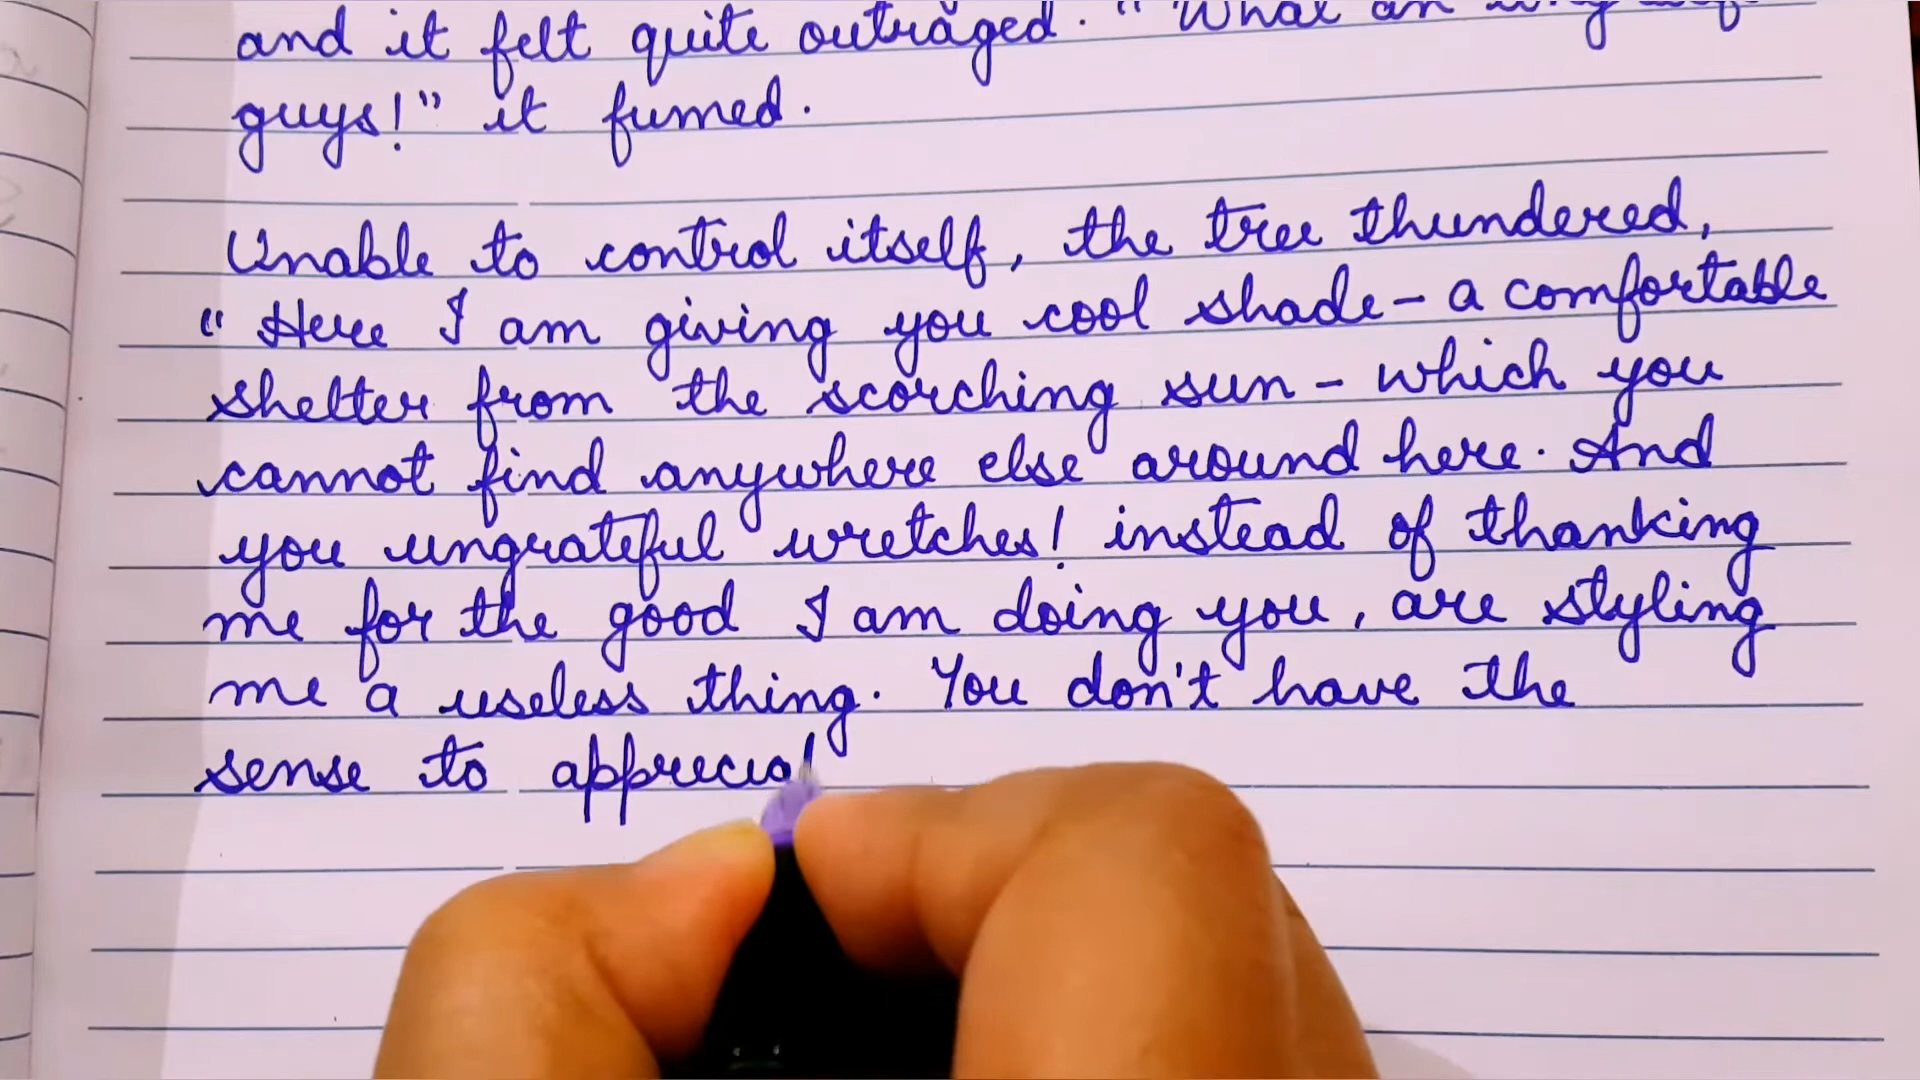 and it felt quite outraged. "What an
guys!" it fumed.
Unable to control itself, the tree thundered,
"Here I am giving you cool shade - a comfortable
shelter from the scorching sun - which you
cannot find anywhere else around here. And
you ungrateful wretches! instead of thanking
me for the good I am doing you, are styling
me a useless thing. You don't have the
sense to apprecia